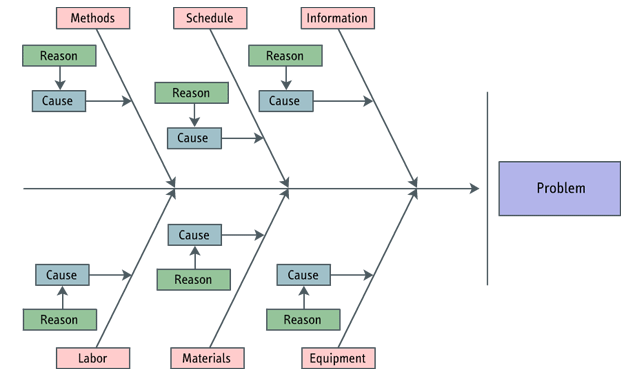 Methods
Schedule
Information
Reason
Reason
Reason
Cause
Cause
Cause
Problem
Cause
Cause
Cause
Reason
Reason
Reason
Labor
Materials
Equipment